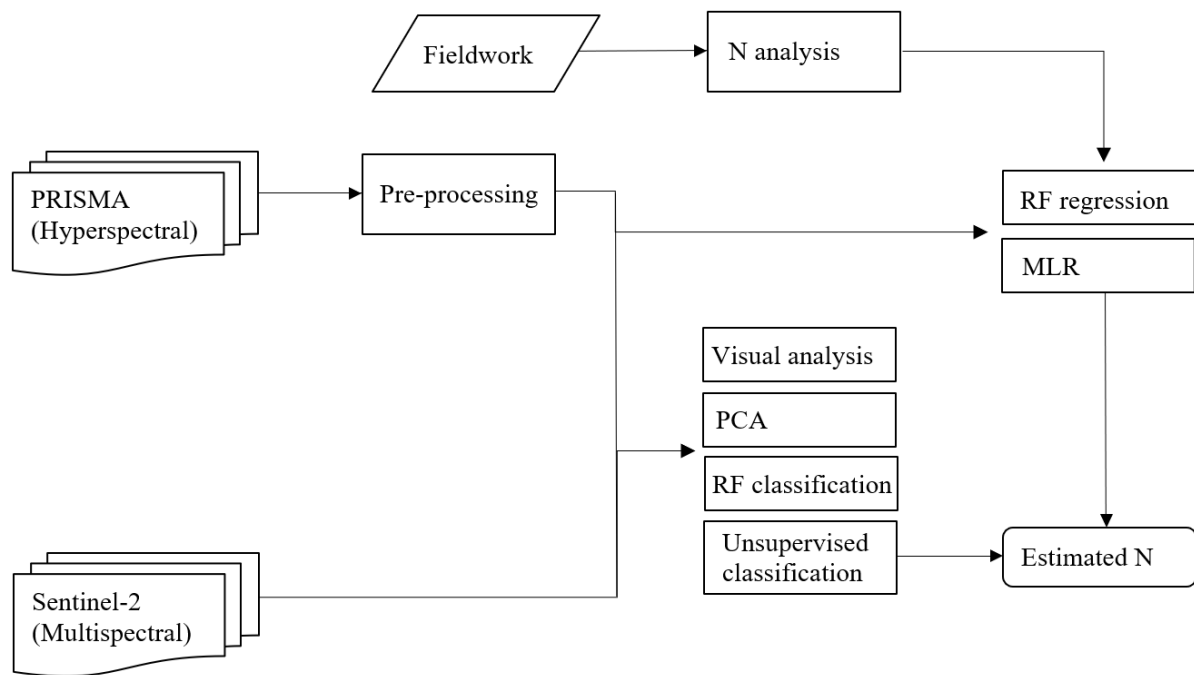 Fieldwork
N analysis
PRISMA
(Hyperspectral)
Pre-processing
RF regression
MLR
Visual analysis
PCA
RF classification
Unsupervised
classification
Estimated N
Sentinel-2
(Multispectral)